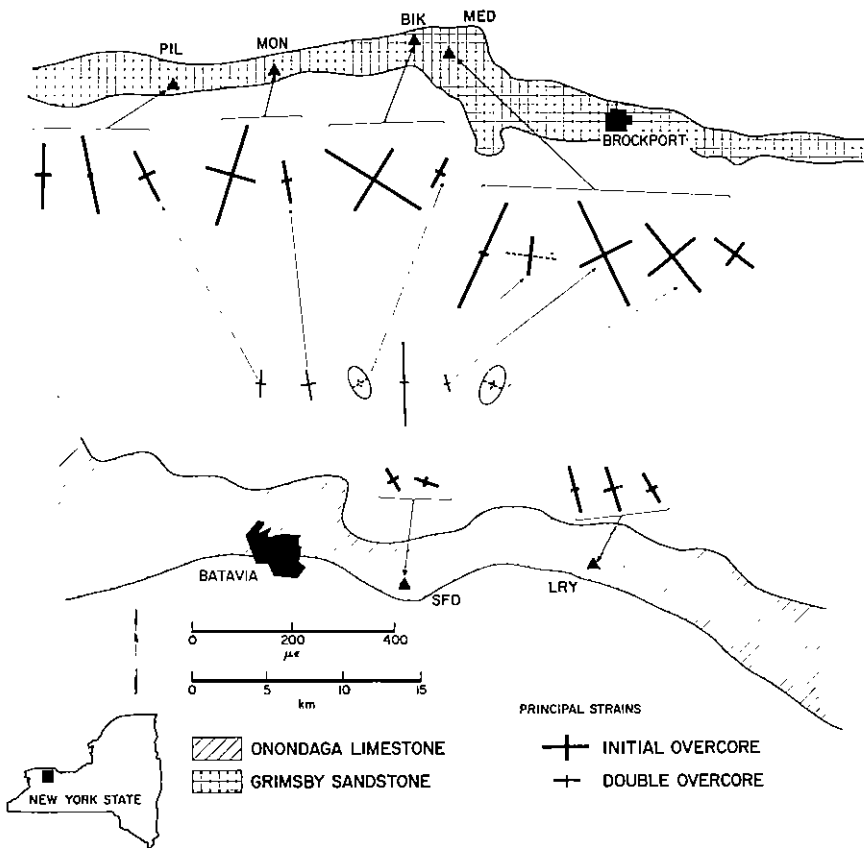 BIK MED
PIL MON
BROCKPORT
BATAVIA
SFD
LRY
0 200 400
με
0 5 10 15
km
PRINCIPAL STRAINS
ONONDAGA LIMESTONE
INITIAL OVERCORE
GRIMSBY SANDSTONE
DOUBLE OVERCORE
NEW YORK STATE